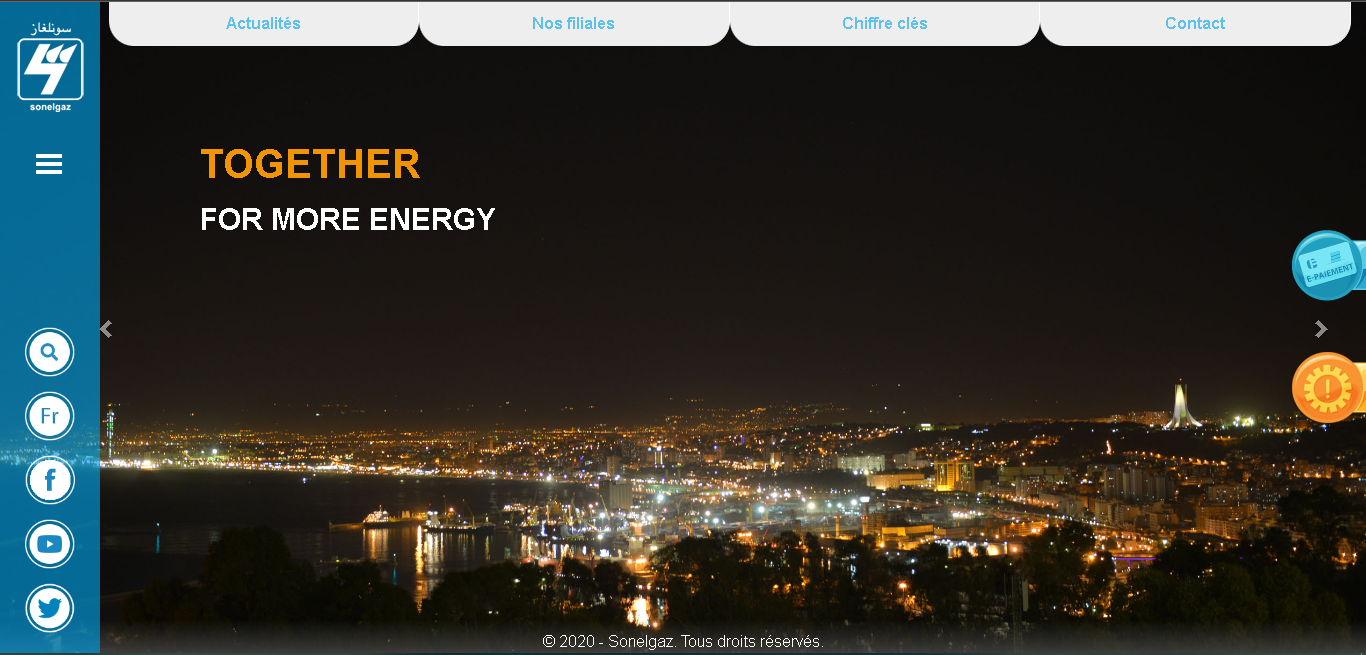 سونلغاز
sonelgaz
Actualités
Nos filiales
Chiffre clés
Contact
TOGETHER
FOR MORE ENERGY
E-PAIEMENT
!
Fr
© 2020 - Sonelgaz. Tous droits réservés.